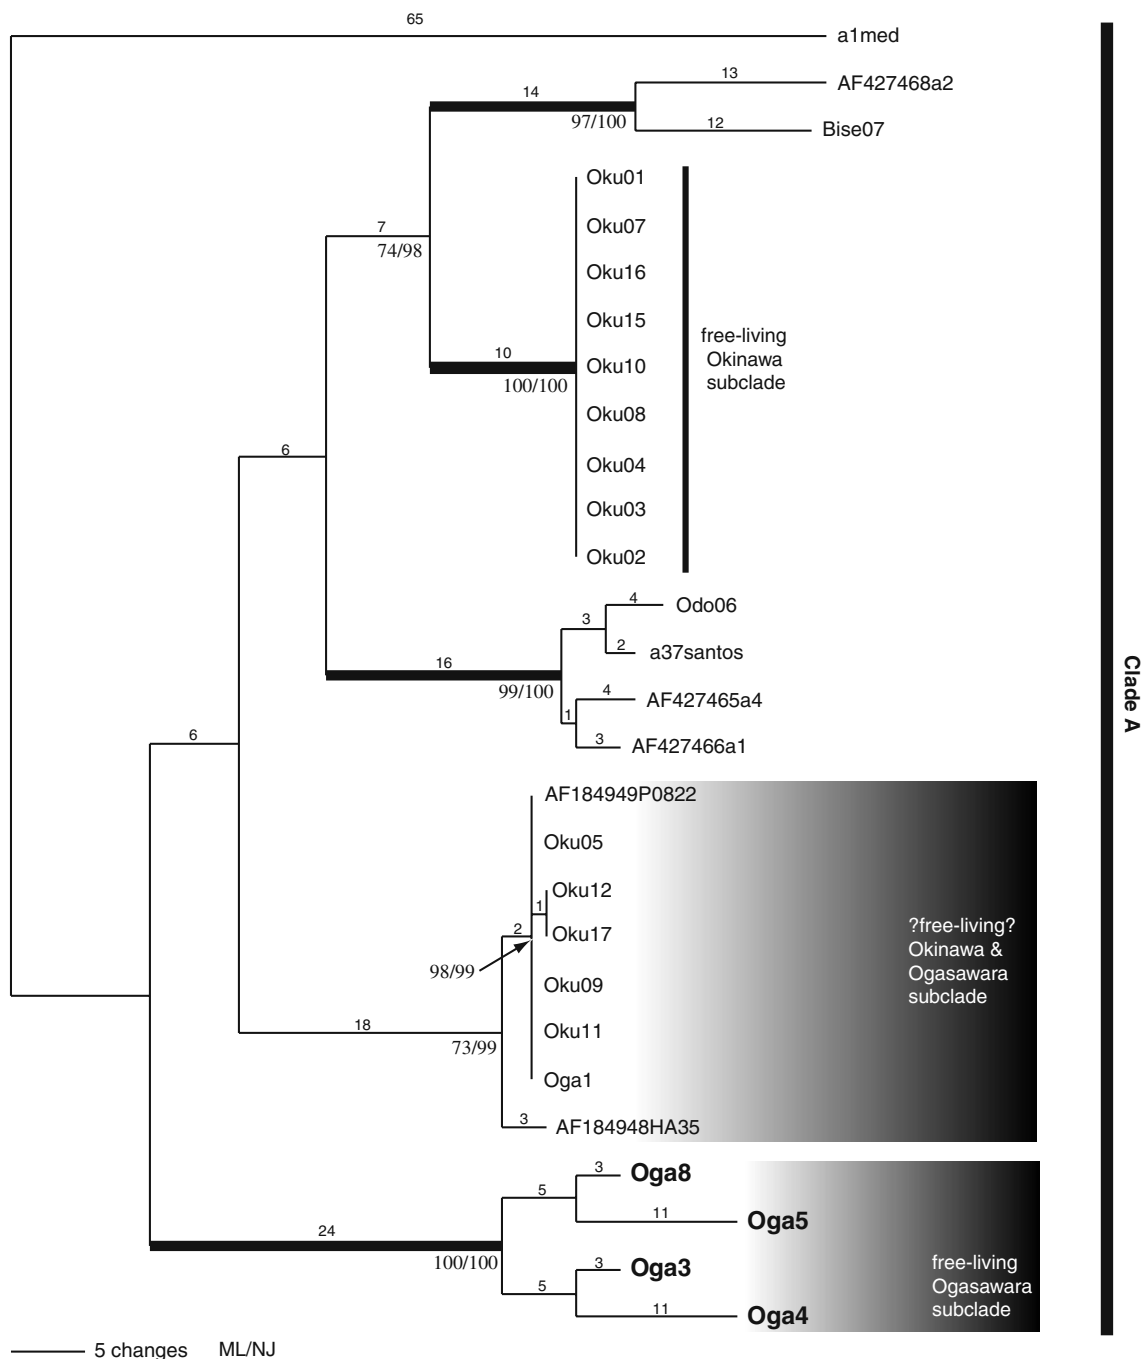 65
a1med
13
AF427468a2
14
97/100
12
Bise07
Oku01
7
74/98
Oku07
Oku16
Oku15
10
100/100
Oku10
Oku08
Oku04
Oku03
Oku02
free-living
Okinawa
subclade
6
4
Odo06
3
2
a37santos
16
99/100
4
AF427465a4
1
3
AF427466a1
Clade A
6
AF184949P0822
Oku05
Oku12
1
2
Oku17
98/99
Oku09
Oku11
18
73/99
Oga1
3
AF184948HA35
?free-living?
Okinawa &
Ogasawara
subclade
3
Oga8
5
11
Oga5
24
100/100
3
Oga3
5
11
Oga4
free-living
Ogasawara
subclade
5 changes
ML/NJ